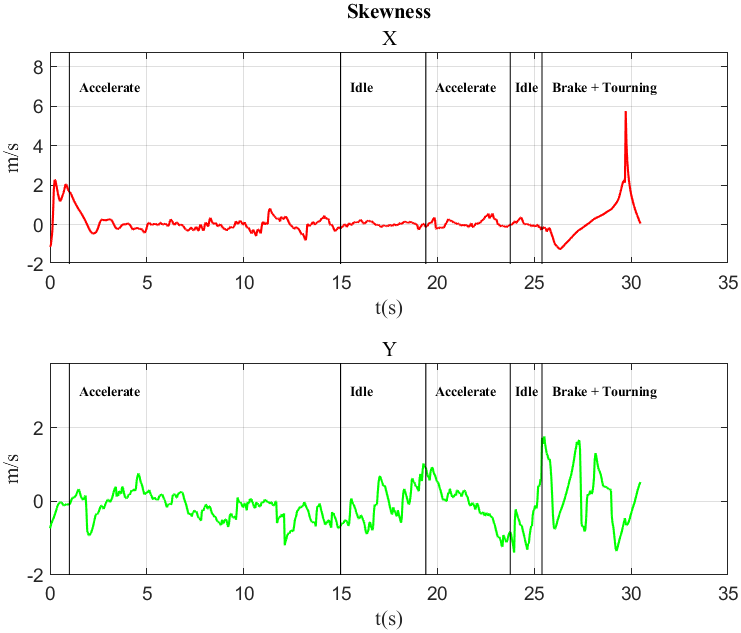 Skewness
X
8
Accelerate Idle Accelerate Idle Brake + Tourning
6
4
m/s
2
0
-2
0 5 10 15 20 25 30 35
t(s)
Y
Accelerate Idle Accelerate Idle Brake + Tourning
2
m/s
0
-2
0 5 10 15 20 25 30 35
t(s)